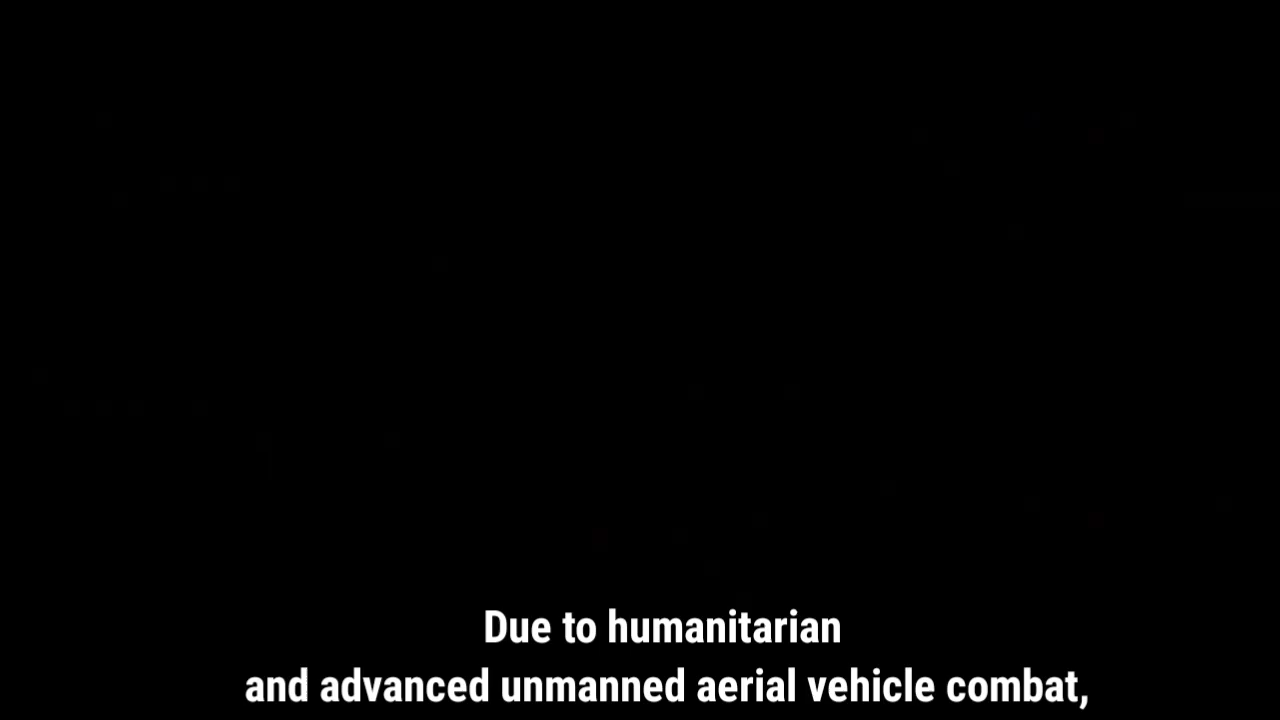 Due to humanitarian
and advanced unmanned aerial vehicle combat,